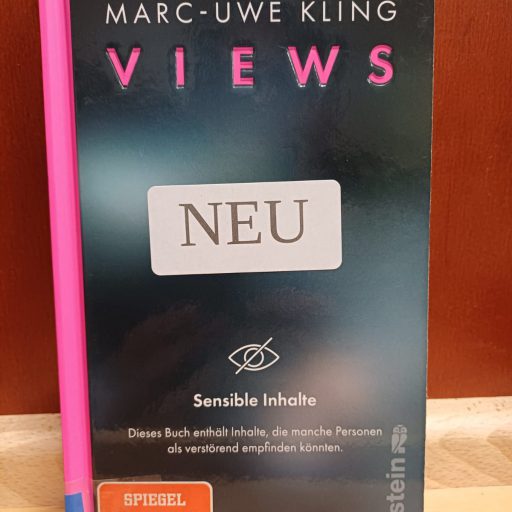 MARC-UWE KLING
VIEWS
NEU
Sensible Inhalte
Dieses Buch enthält Inhalte, die manche Personen
als verstörend empfinden könnten.
stein
SPIEGEL